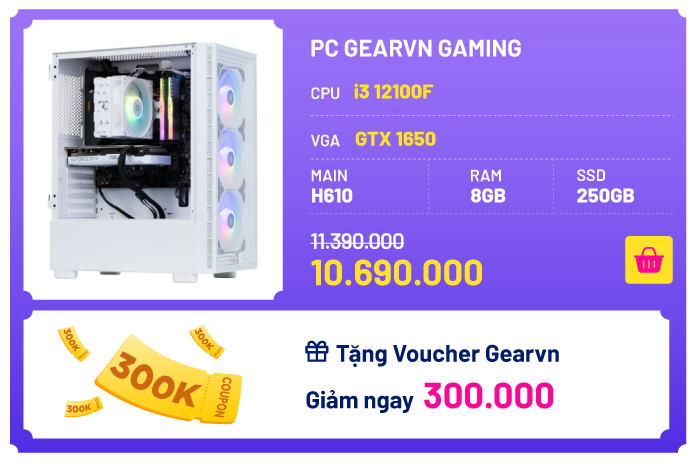 PC GEARVN GAMING
CPU i3 12100F
VGA GTX 1650
MAIN RAM SSD
H610 8GB 250GB
11.390.000
10.690.000
300K
300K
300K COUPON
300K
Tặng Voucher Gearvn
Giảm ngay 300.000